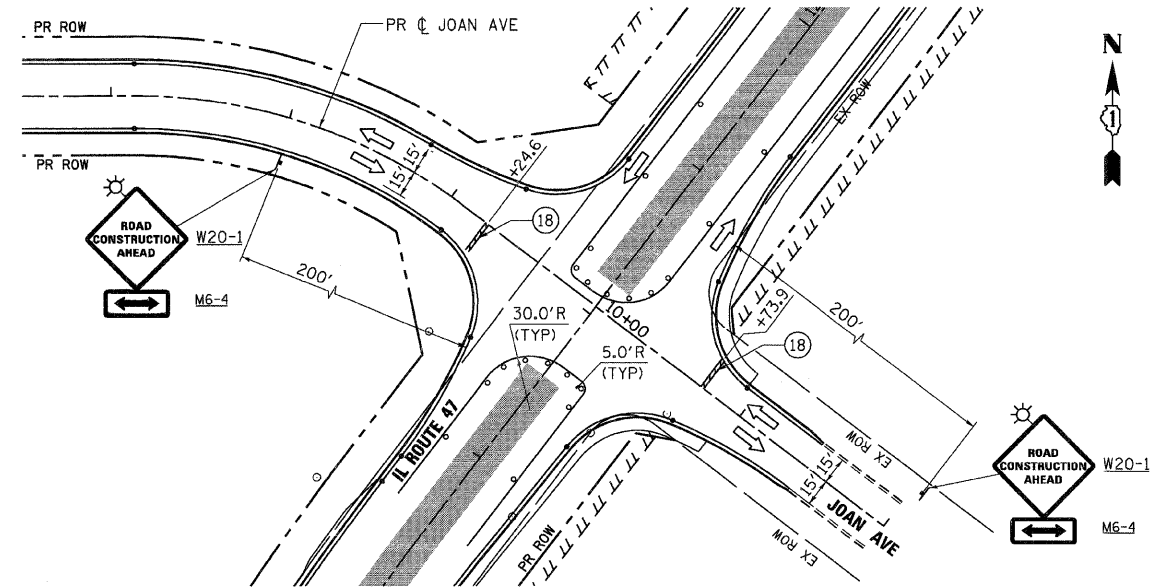 PR ROW
PR ℄ JOAN AVE
N
1
EX ROW
+24.6
15' 15'
PR ROW
18
ROAD
CONSTRUCTION
AHEAD
W20-1
200'
M6-4
30.0'R
(TYP)
10+00
+73.9
200'
5.0'R
(TYP)
18
IL ROUTE 47
EX ROW
ROAD
CONSTRUCTION
AHEAD
W20-1
15' 15'
JOAN AVE
M6-4
PR ROW
EX ROW